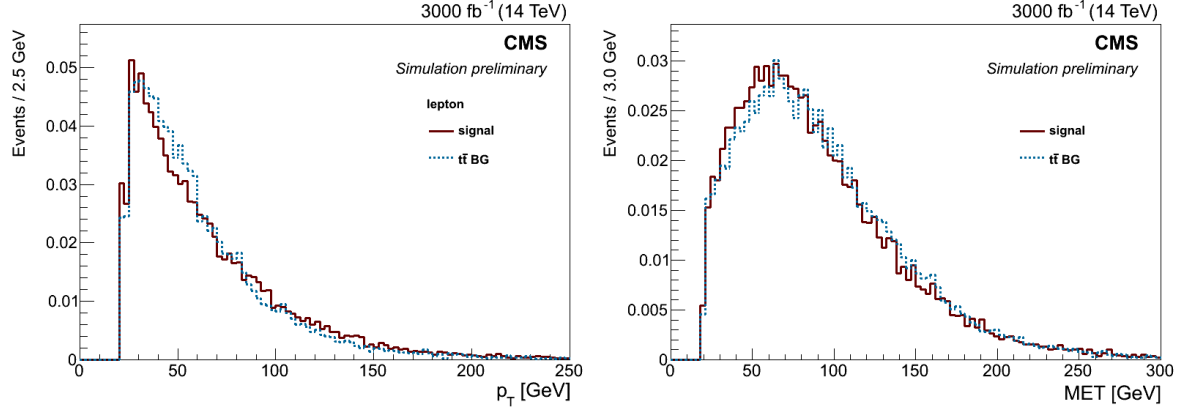 3000 fb⁻¹ (14 TeV)
Events / 2.5 GeV
CMS
Simulation preliminary
lepton
signal
tt̄ BG
0.05
0.04
0.03
0.02
0.01
0
0 50 100 150 200 250
p_T [GeV]
3000 fb⁻¹ (14 TeV)
Events / 3.0 GeV
CMS
Simulation preliminary
signal
tt̄ BG
0.03
0.025
0.02
0.015
0.01
0.005
0
0 50 100 150 200 250 300
MET [GeV]